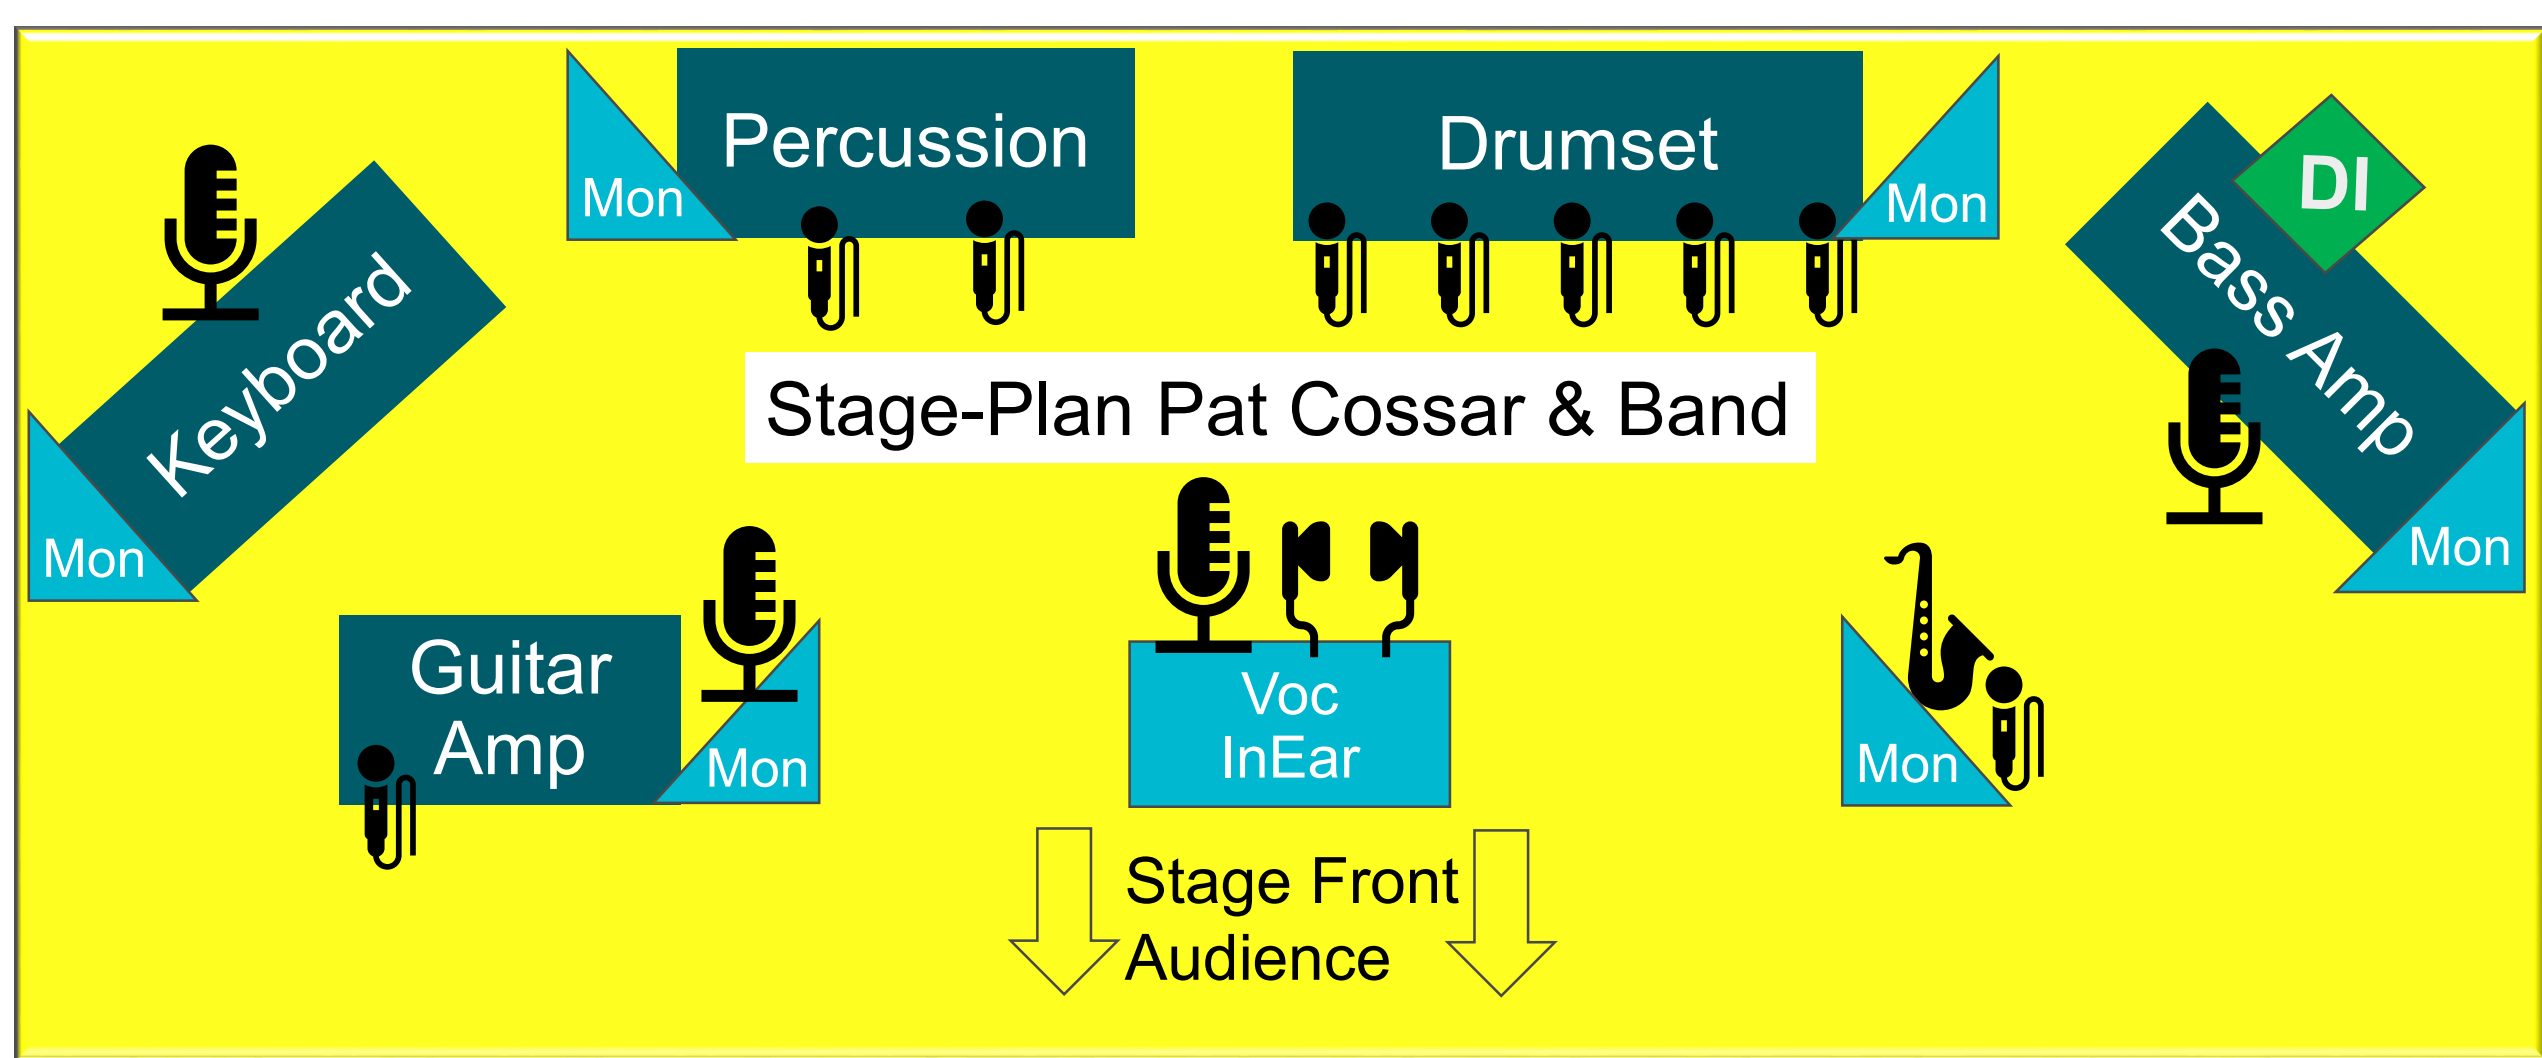 Percussion
Drumset
Mon
Mon
DI
Keyboard
Bass Amp
Stage-Plan Pat Cossar & Band
Mon
Mon
Guitar
Amp
Mon
Voc
InEar
Mon
Stage Front
Audience